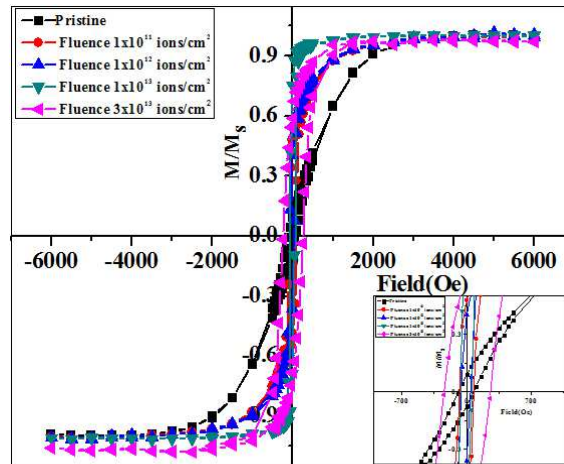 Pristine
Fluence 1x10¹¹ ions/cm²
Fluence 1x10¹² ions/cm²
Fluence 1x10¹³ ions/cm²
Fluence 3x10¹³ ions/cm²
M/Mₛ
0.9
0.6
0.3
0.0
-6000 -4000 -2000 0 2000 4000 6000
-0.3
-0.6
Field(Oe)
Pristine
M/Mₛ
-700 700
Field(Oe)